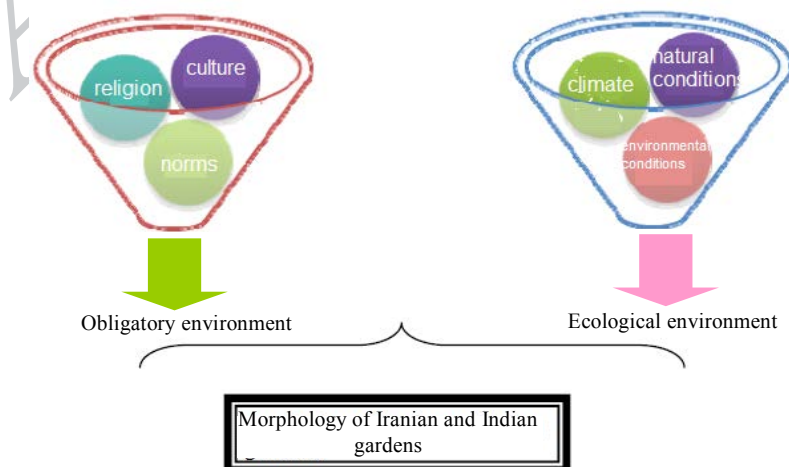 religion
culture
norms
climate
natural
conditions
environmental
conditions
Obligatory environment
Ecological environment
Morphology of Iranian and Indian
gardens